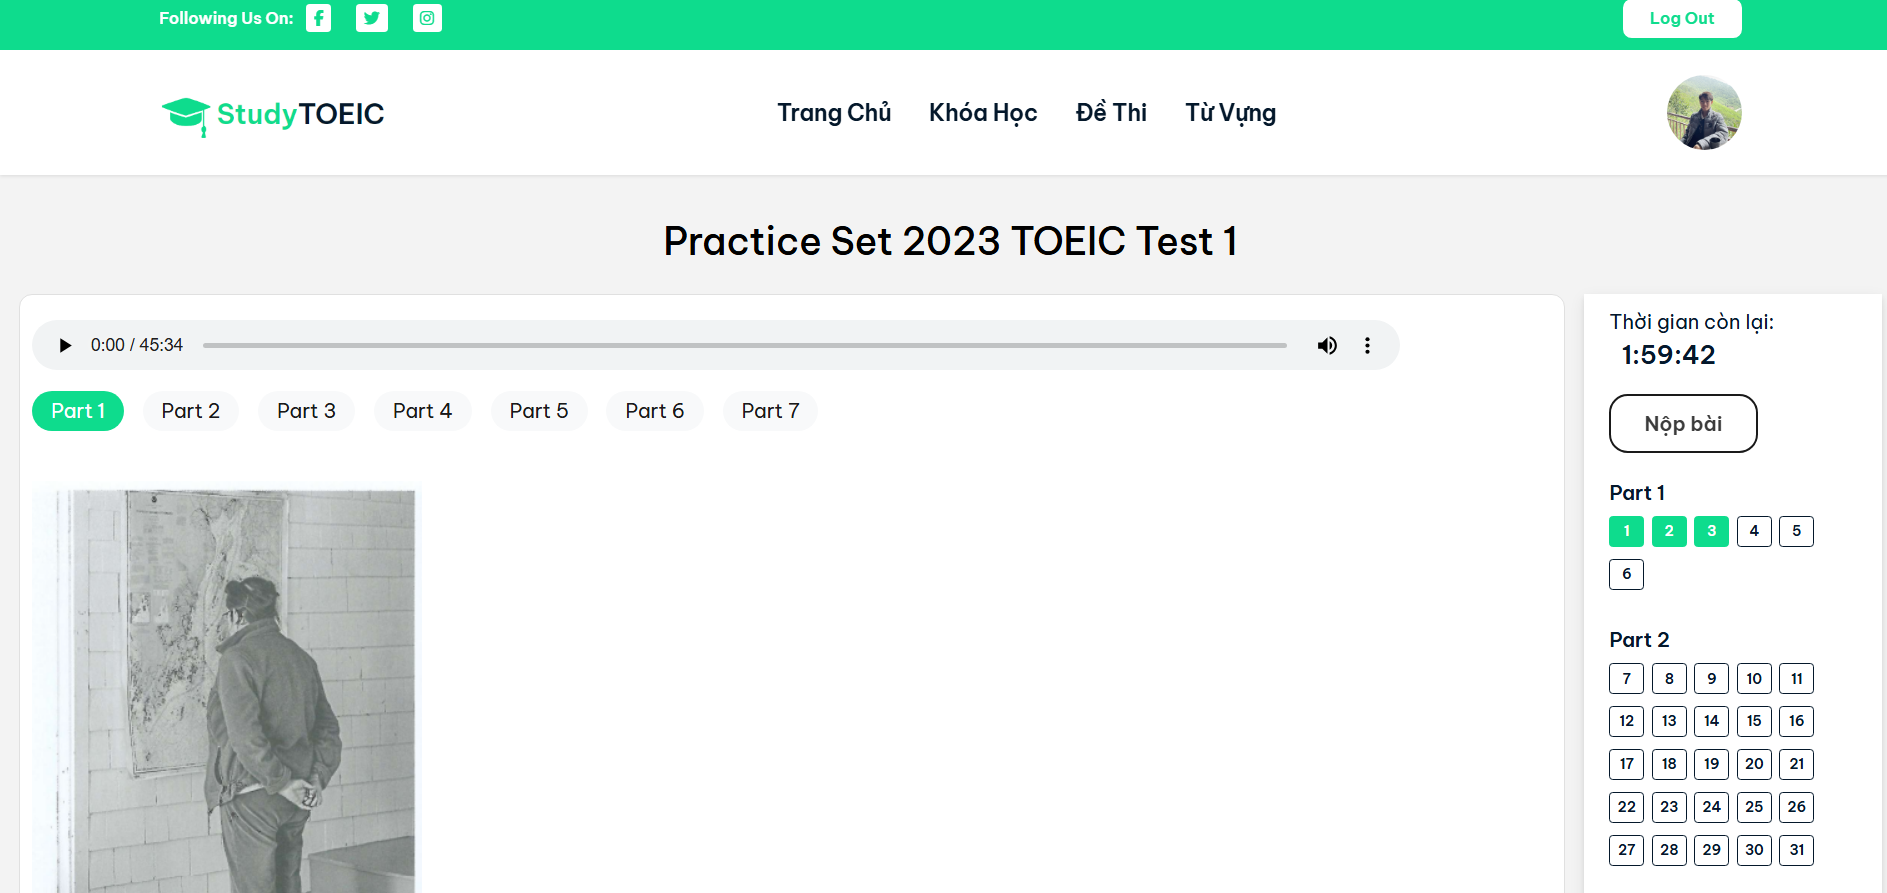 Following Us On:
Log Out
StudyTOEIC
Trang Chủ
Khóa Học
Đề Thi
Từ Vựng
Practice Set 2023 TOEIC Test 1
0:00 / 45:34
Part 1
Part 2
Part 3
Part 4
Part 5
Part 6
Part 7
Thời gian còn lại:
1:59:42
Nộp bài
Part 1
1 2 3 4 5
6
Part 2
7 8 9 10 11
12 13 14 15 16
17 18 19 20 21
22 23 24 25 26
27 28 29 30 31